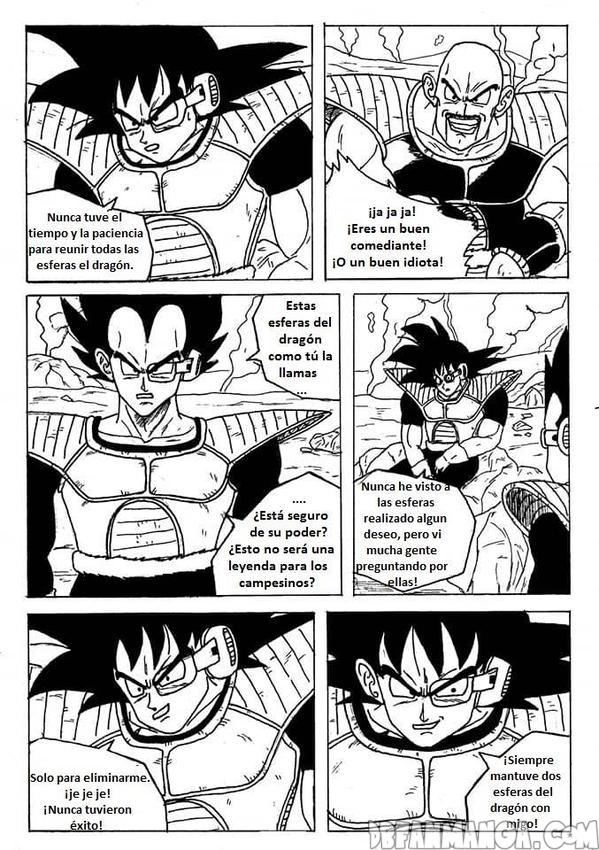 Nunca tuve el
tiempo y la paciencia
para reunir todas las
esferas el dragón.
¡ja ja ja!
¡Eres un buen
comediante!
¡O un buen idiota!
Estas
esferas del
dragón
como tú la
llamas
...
....
¿Está seguro
de su poder?
¿Esto no será una
leyenda para los
campesinos?
Nunca he visto a
las esferas
realizado algun
deseo, pero vi
mucha gente
preguntando por
ellas!
Solo para eliminarme.
¡je je je!
¡Nunca tuvieron
éxito!
¡Siempre
mantuve dos
esferas del
dragón con
migo!
DBFANMANGA.COM